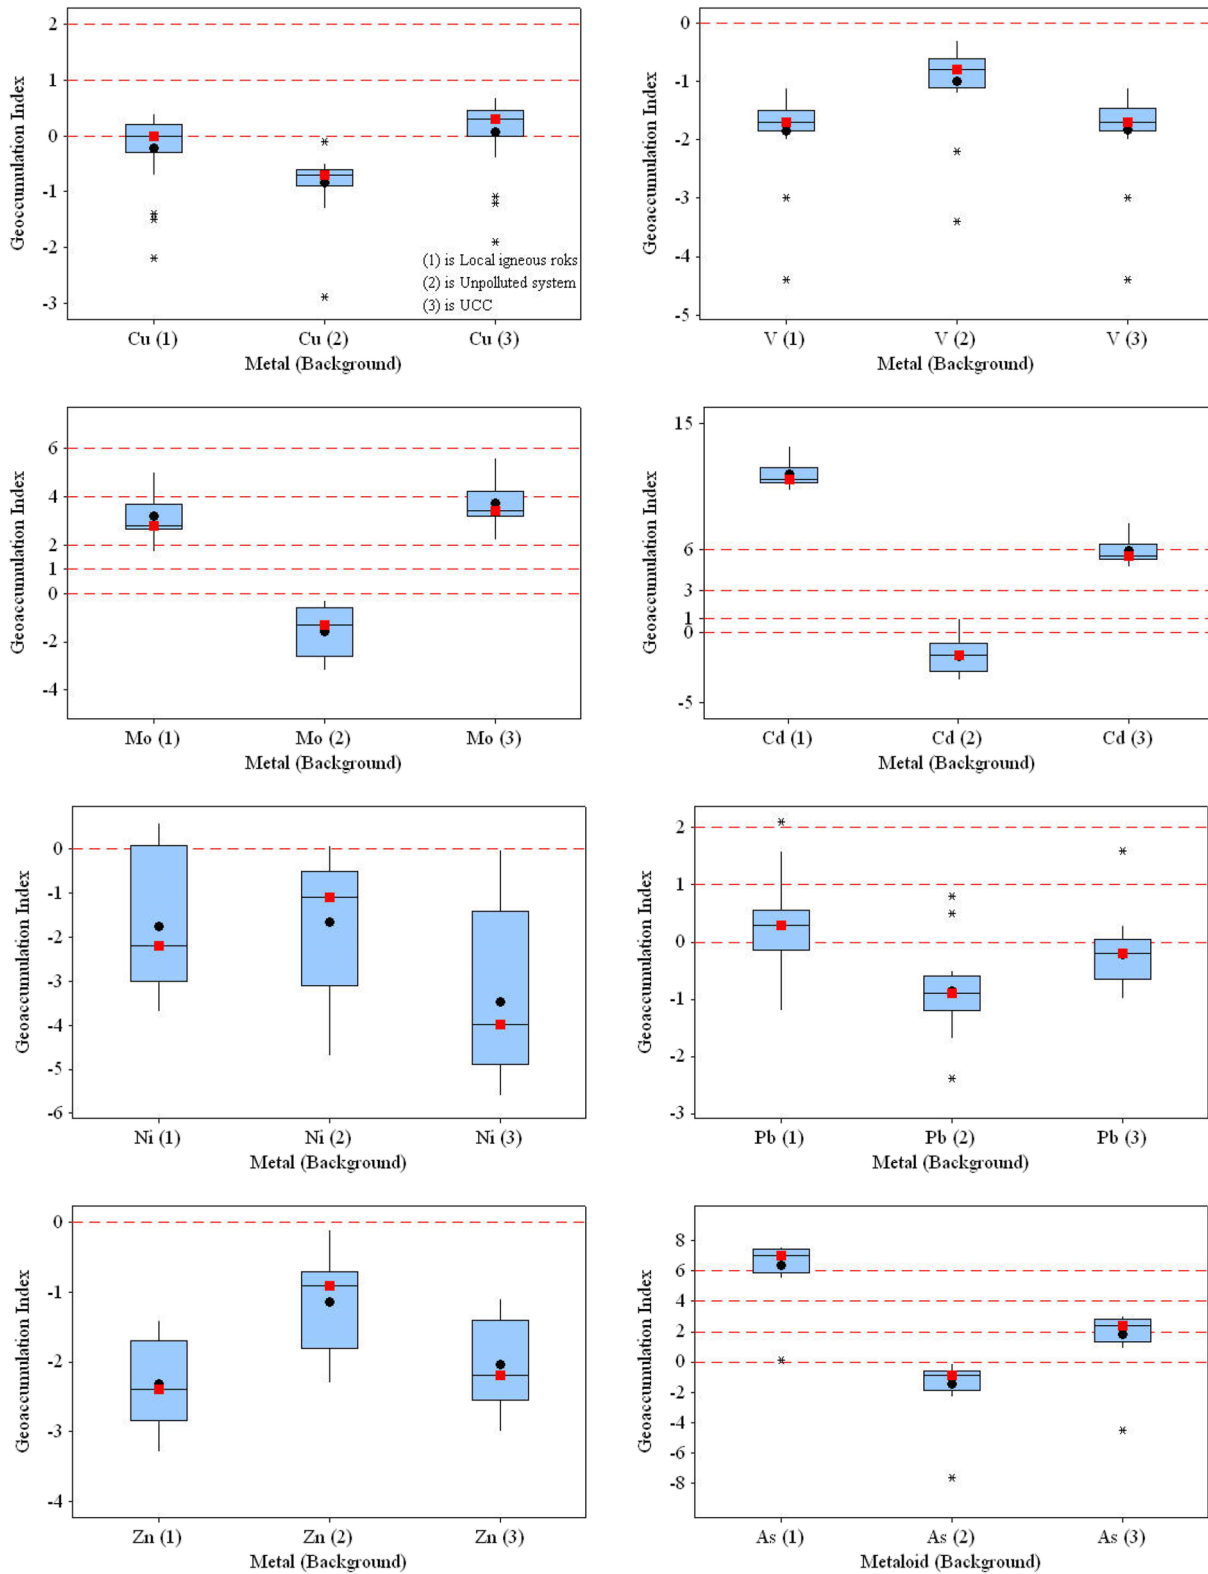 Geoccumulation Index
2
1
0
-1
-2
-3
(1) is Local igneous roks
(2) is Unpolluted system
(3) is UCC
Cu (1) Cu (2) Cu (3)
Metal (Background)
Geoaccumulation Index
0
-1
-2
-3
-4
-5
V (1) V (2) V (3)
Metal (Background)
Geoaccumulation Index
6
4
2
1
0
-2
-4
Mo (1) Mo (2) Mo (3)
Metal (Background)
Geoaccumulation Index
15
6
3
1
0
-5
Cd (1) Cd (2) Cd (3)
Metal (Background)
Geoaccumulation Index
0
-1
-2
-3
-4
-5
-6
Ni (1) Ni (2) Ni (3)
Metal (Background)
Geoaccumulation Index
2
1
0
-1
-2
-3
Pb (1) Pb (2) Pb (3)
Metal (Background)
Geoaccumulation Index
0
-1
-2
-3
-4
Zn (1) Zn (2) Zn (3)
Metal (Background)
Geoaccumulation Index
8
6
4
2
0
-2
-4
-6
-8
As (1) As (2) As (3)
Metaloid (Background)